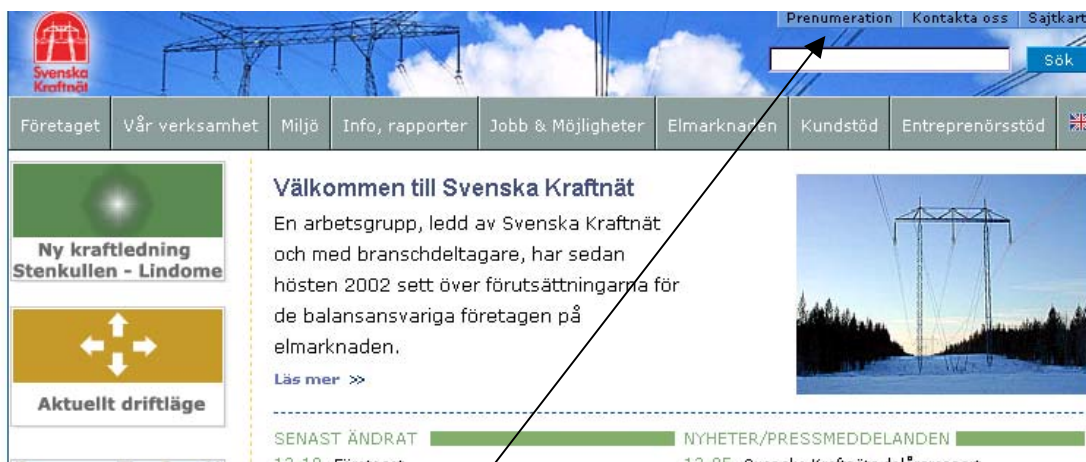 Prenumeration Kontakta oss Sajtkart
Svenska
Kraftnät
Sök
Företaget Vår verksamhet Miljö Info, rapporter Jobb & Möjligheter Elmarknaden Kundstöd Entreprenörsstöd
Ny kraftledning
Stenkullen - Lindome
Aktuellt driftläge
Välkommen till Svenska Kraftnät
En arbetsgrupp, ledd av Svenska Kraftnät
och med branschdeltagare, har sedan
hösten 2002 sett över förutsättningarna för
de balansansvariga företagen på
elmarknaden.
Läs mer >>
SENAST ÄNDRAT
NYHETER/PRESSMEDDELANDEN